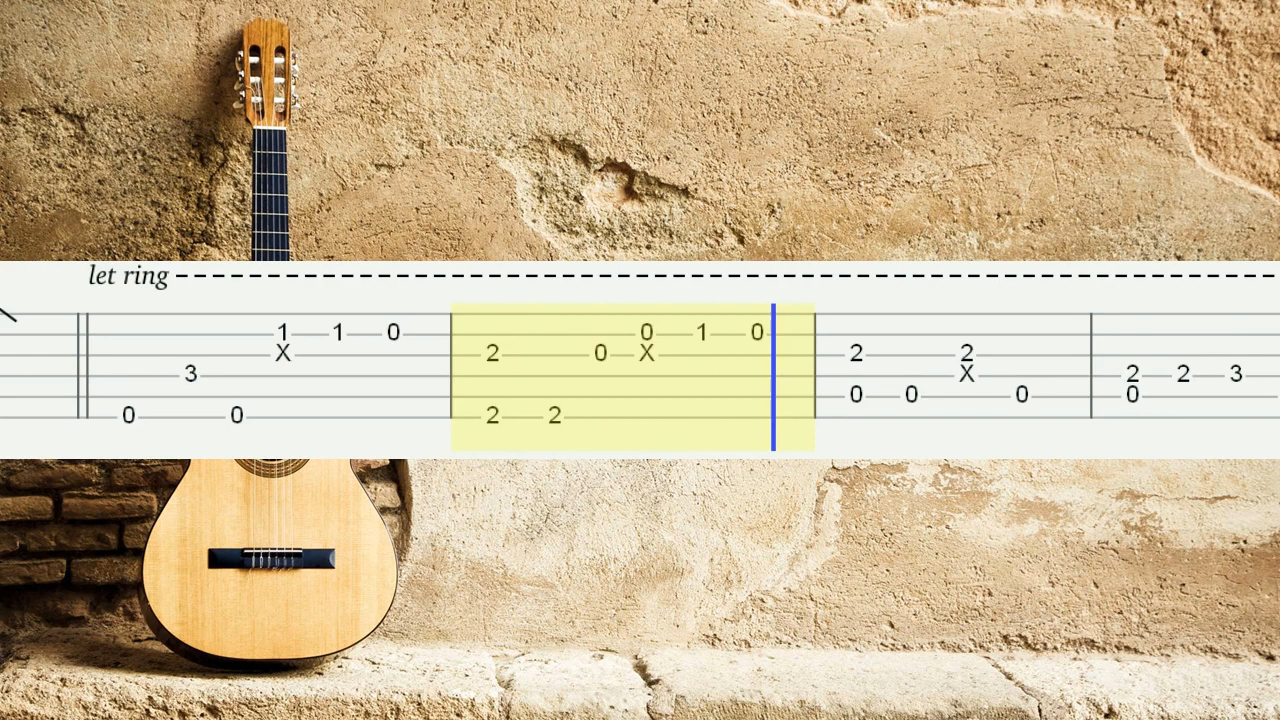 let ring
1 1 0 0 1 0
X 2 0 X 2 2
3 X 2 2 3
0 0 0 0
0 0 2 2